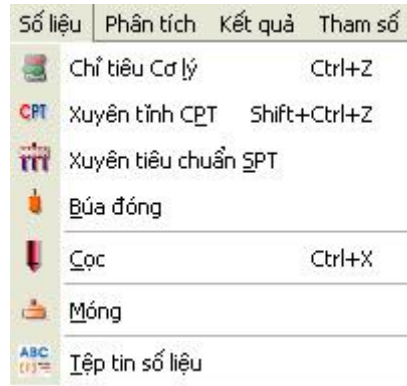 Số liệu Phân tích Kết quả Tham số
Chỉ tiêu Cơ lý Ctrl+Z
CPT Xuyên tĩnh CPT Shift+Ctrl+Z
Xuyên tiêu chuẩn SPT
Búa đóng
Cọc Ctrl+X
Móng
ABC Tệp tin số liệu